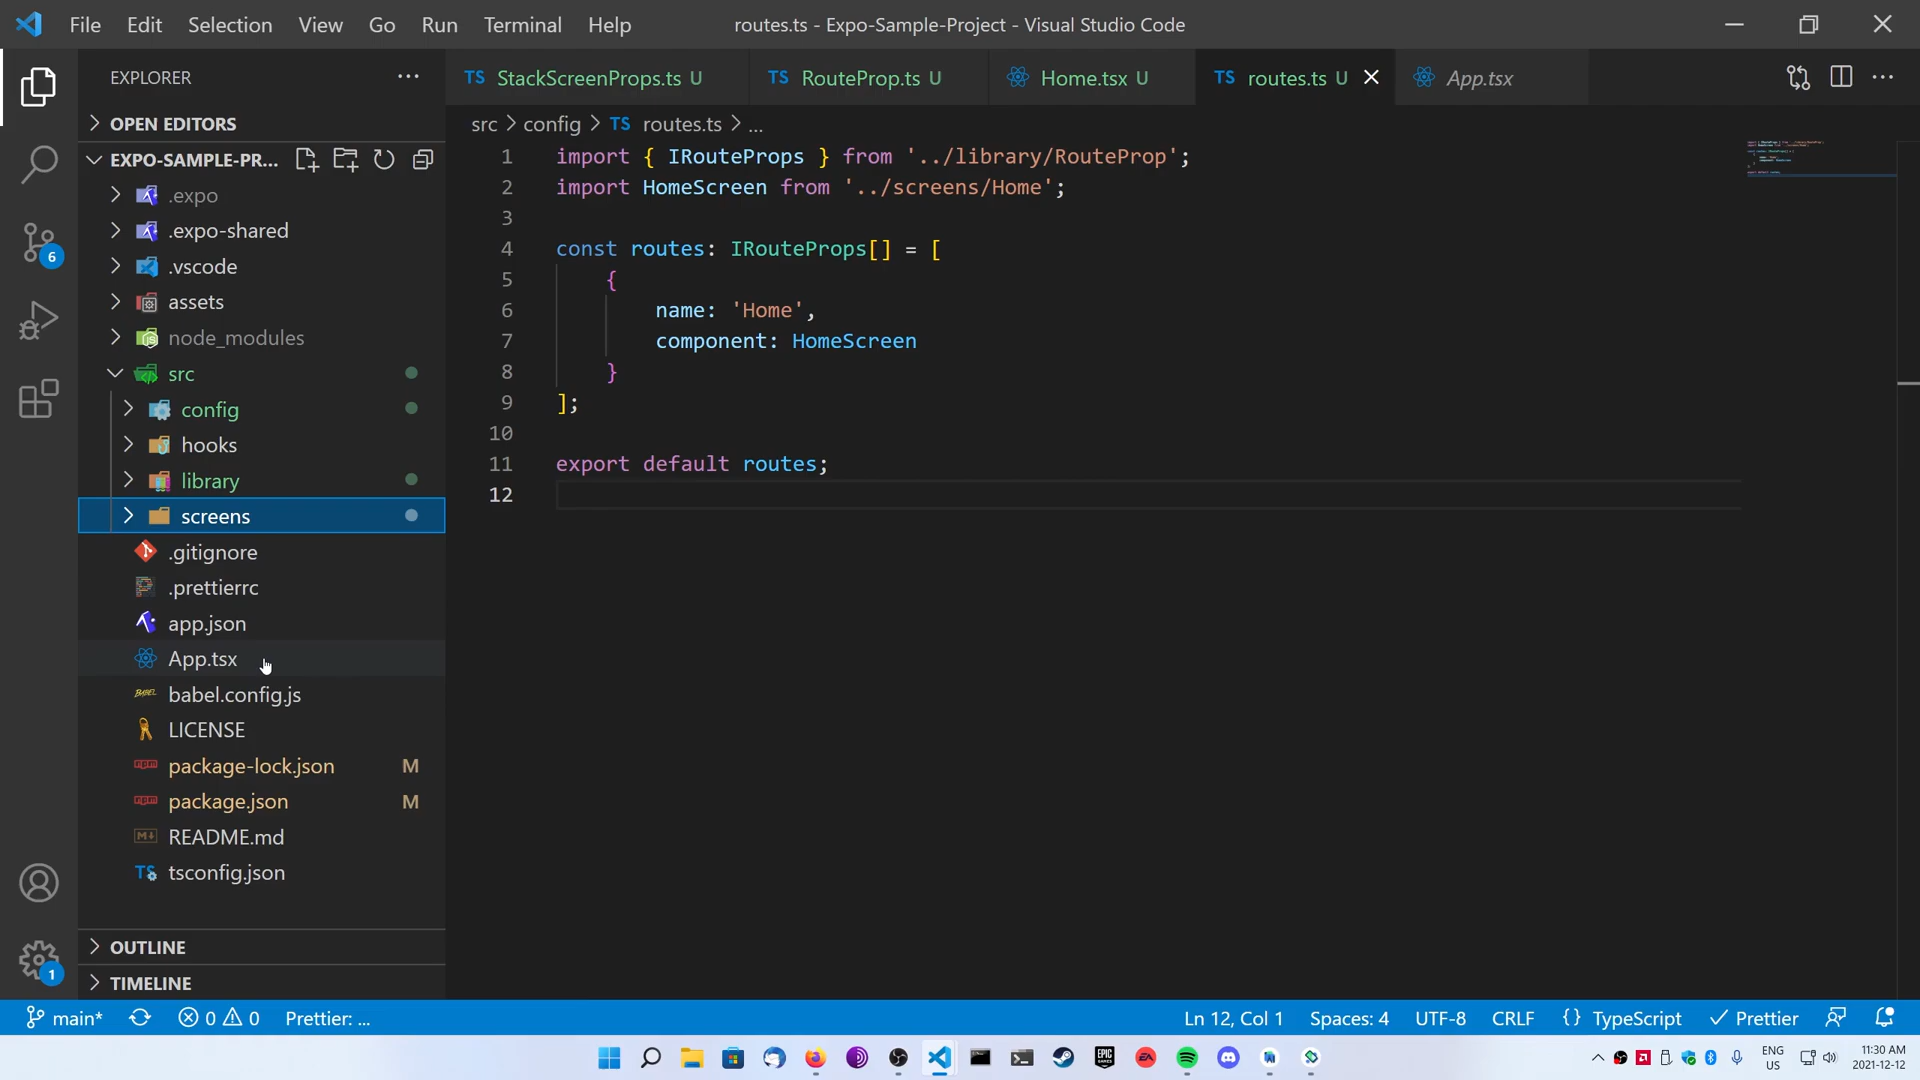 File Edit View Go Run Terminal Help
routes.ts - Expo-Sample-Project - Visual Studio Code
EXPLORER
TS StackScreenProps.ts U
TS RouteProp.ts U
Home.tsx U
TS routes.ts U
App.tsx
OPEN EDITORS
src > config > TS routes.ts > ...
EXPO-SAMPLE-PR...
.expo
.expo-shared
.vscode
assets
node_modules
src
config
hooks
library
screens
.gitignore
.prettierrc
app.json
App.tsx
babel.config.js
LICENSE
package-lock.json M
package.json M
README.md
TS tsconfig.json
OUTLINE
TIMELINE
6
1
1 import { IRouteProps } from '../library/RouteProp';
2 import HomeScreen from '../screens/Home';
3
4 const routes: IRouteProps[] = [
5 {
6 name: 'Home',
7 component: HomeScreen
8 }
9 ];
10
11 export default routes;
12
main* 0 0 Prettier: ...
Ln 12, Col 1 Spaces: 4 UTF-8 CRLF {} TypeScript Prettier
ENG
US
11:30 AM
2021-12-12